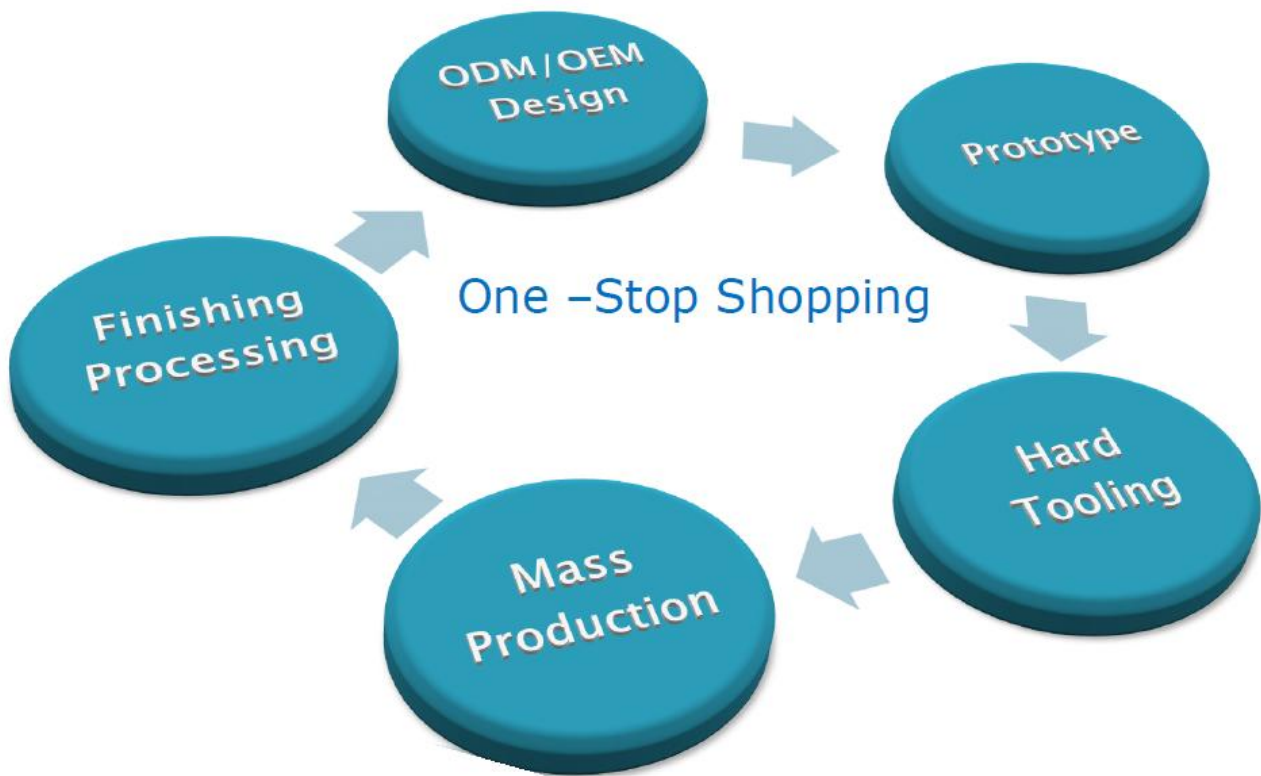 ODM/OEM
Design
Prototype
One –Stop Shopping
Finishing
Processing
Hard
Tooling
Mass
Production